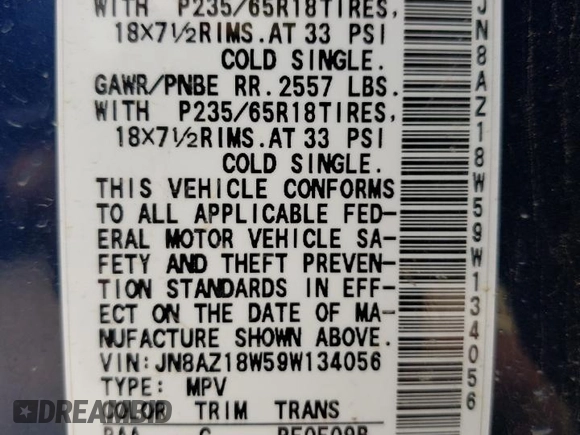 WITH P235/65R18TIRES,
18×7½RIMS.AT 33 PSI
COLD SINGLE.
GAWR/PNBE RR. 2557 LBS.
WITH P235/65R18TIRES,
18×7½RIMS.AT 33 PSI
COLD SINGLE.
THIS VEHICLE CONFORMS
TO ALL APPLICABLE FED-
ERAL MOTOR VEHICLE SA-
FETY AND THEFT PREVEN-
TION STANDARDS IN EFF-
ECT ON THE DATE OF MA-
NUFACTURE SHOWN ABOVE.
VIN:JN8AZ18W59W134056
TYPE: MPV
COLOR TRIM TRANS
JN8AZ18W59W134056
DREAMBID